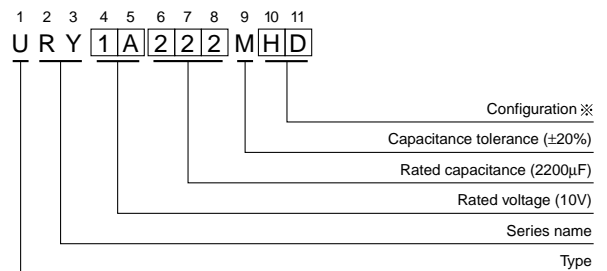 1 2 3 4 5 6 7 8 9 10 11
U R Y 1 A 2 2 2 M H D
Configuration ※
Capacitance tolerance (±20%)
Rated capacitance (2200µF)
Rated voltage (10V)
Series name
Type